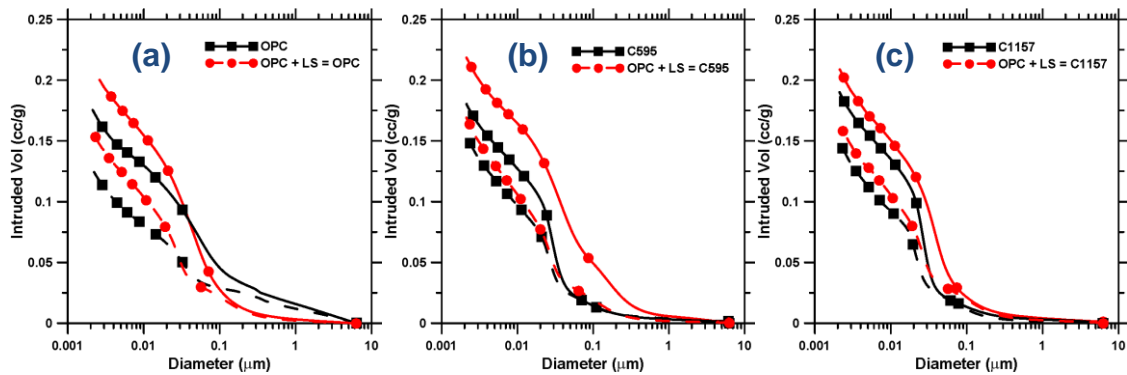 (a)
OPC
OPC + LS = OPC
Intruded Vol (cc/g)
0.25
0.2
0.15
0.1
0.05
0
0.001 0.01 0.1 1 10
Diameter (μm)
(b)
C595
OPC + LS = C595
Intruded Vol (cc/g)
0.25
0.2
0.15
0.1
0.05
0
0.001 0.01 0.1 1 10
Diameter (μm)
(c)
C1157
OPC + LS = C1157
Intruded Vol (cc/g)
0.25
0.2
0.15
0.1
0.05
0
0.001 0.01 0.1 1 10
Diameter (μm)